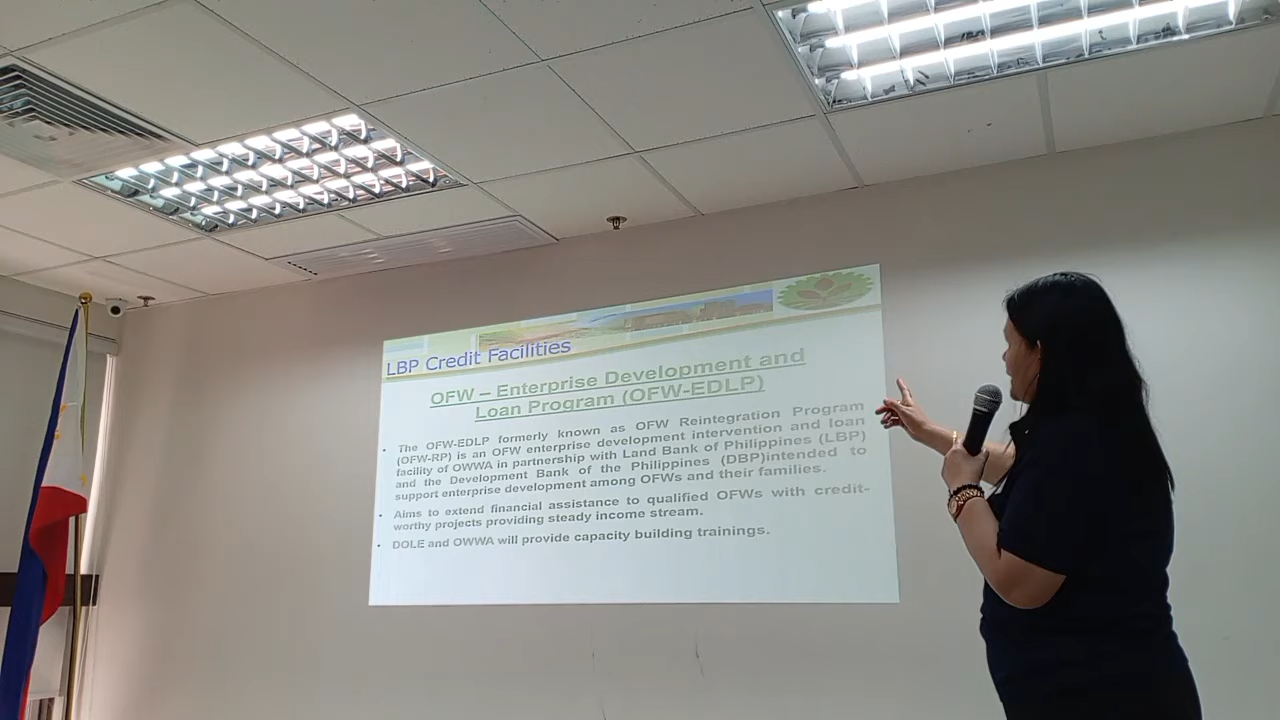 LBP Credit Facilities
OFW – Enterprise Development and
Loan Program (OFW-EDLP)
• The OFW-EDLP formerly known as OFW Reintegration Program
(OFW-RP) is an OFW enterprise development intervention and loan
facility of OWWA in partnership with Land Bank of Philippines (LBP)
and the Development Bank of the Philippines (DBP)intended to
support enterprise development among OFWs and their families.
• Aims to extend financial assistance to qualified OFWs with credit-
worthy projects providing steady income stream.
• DOLE and OWWA will provide capacity building trainings.